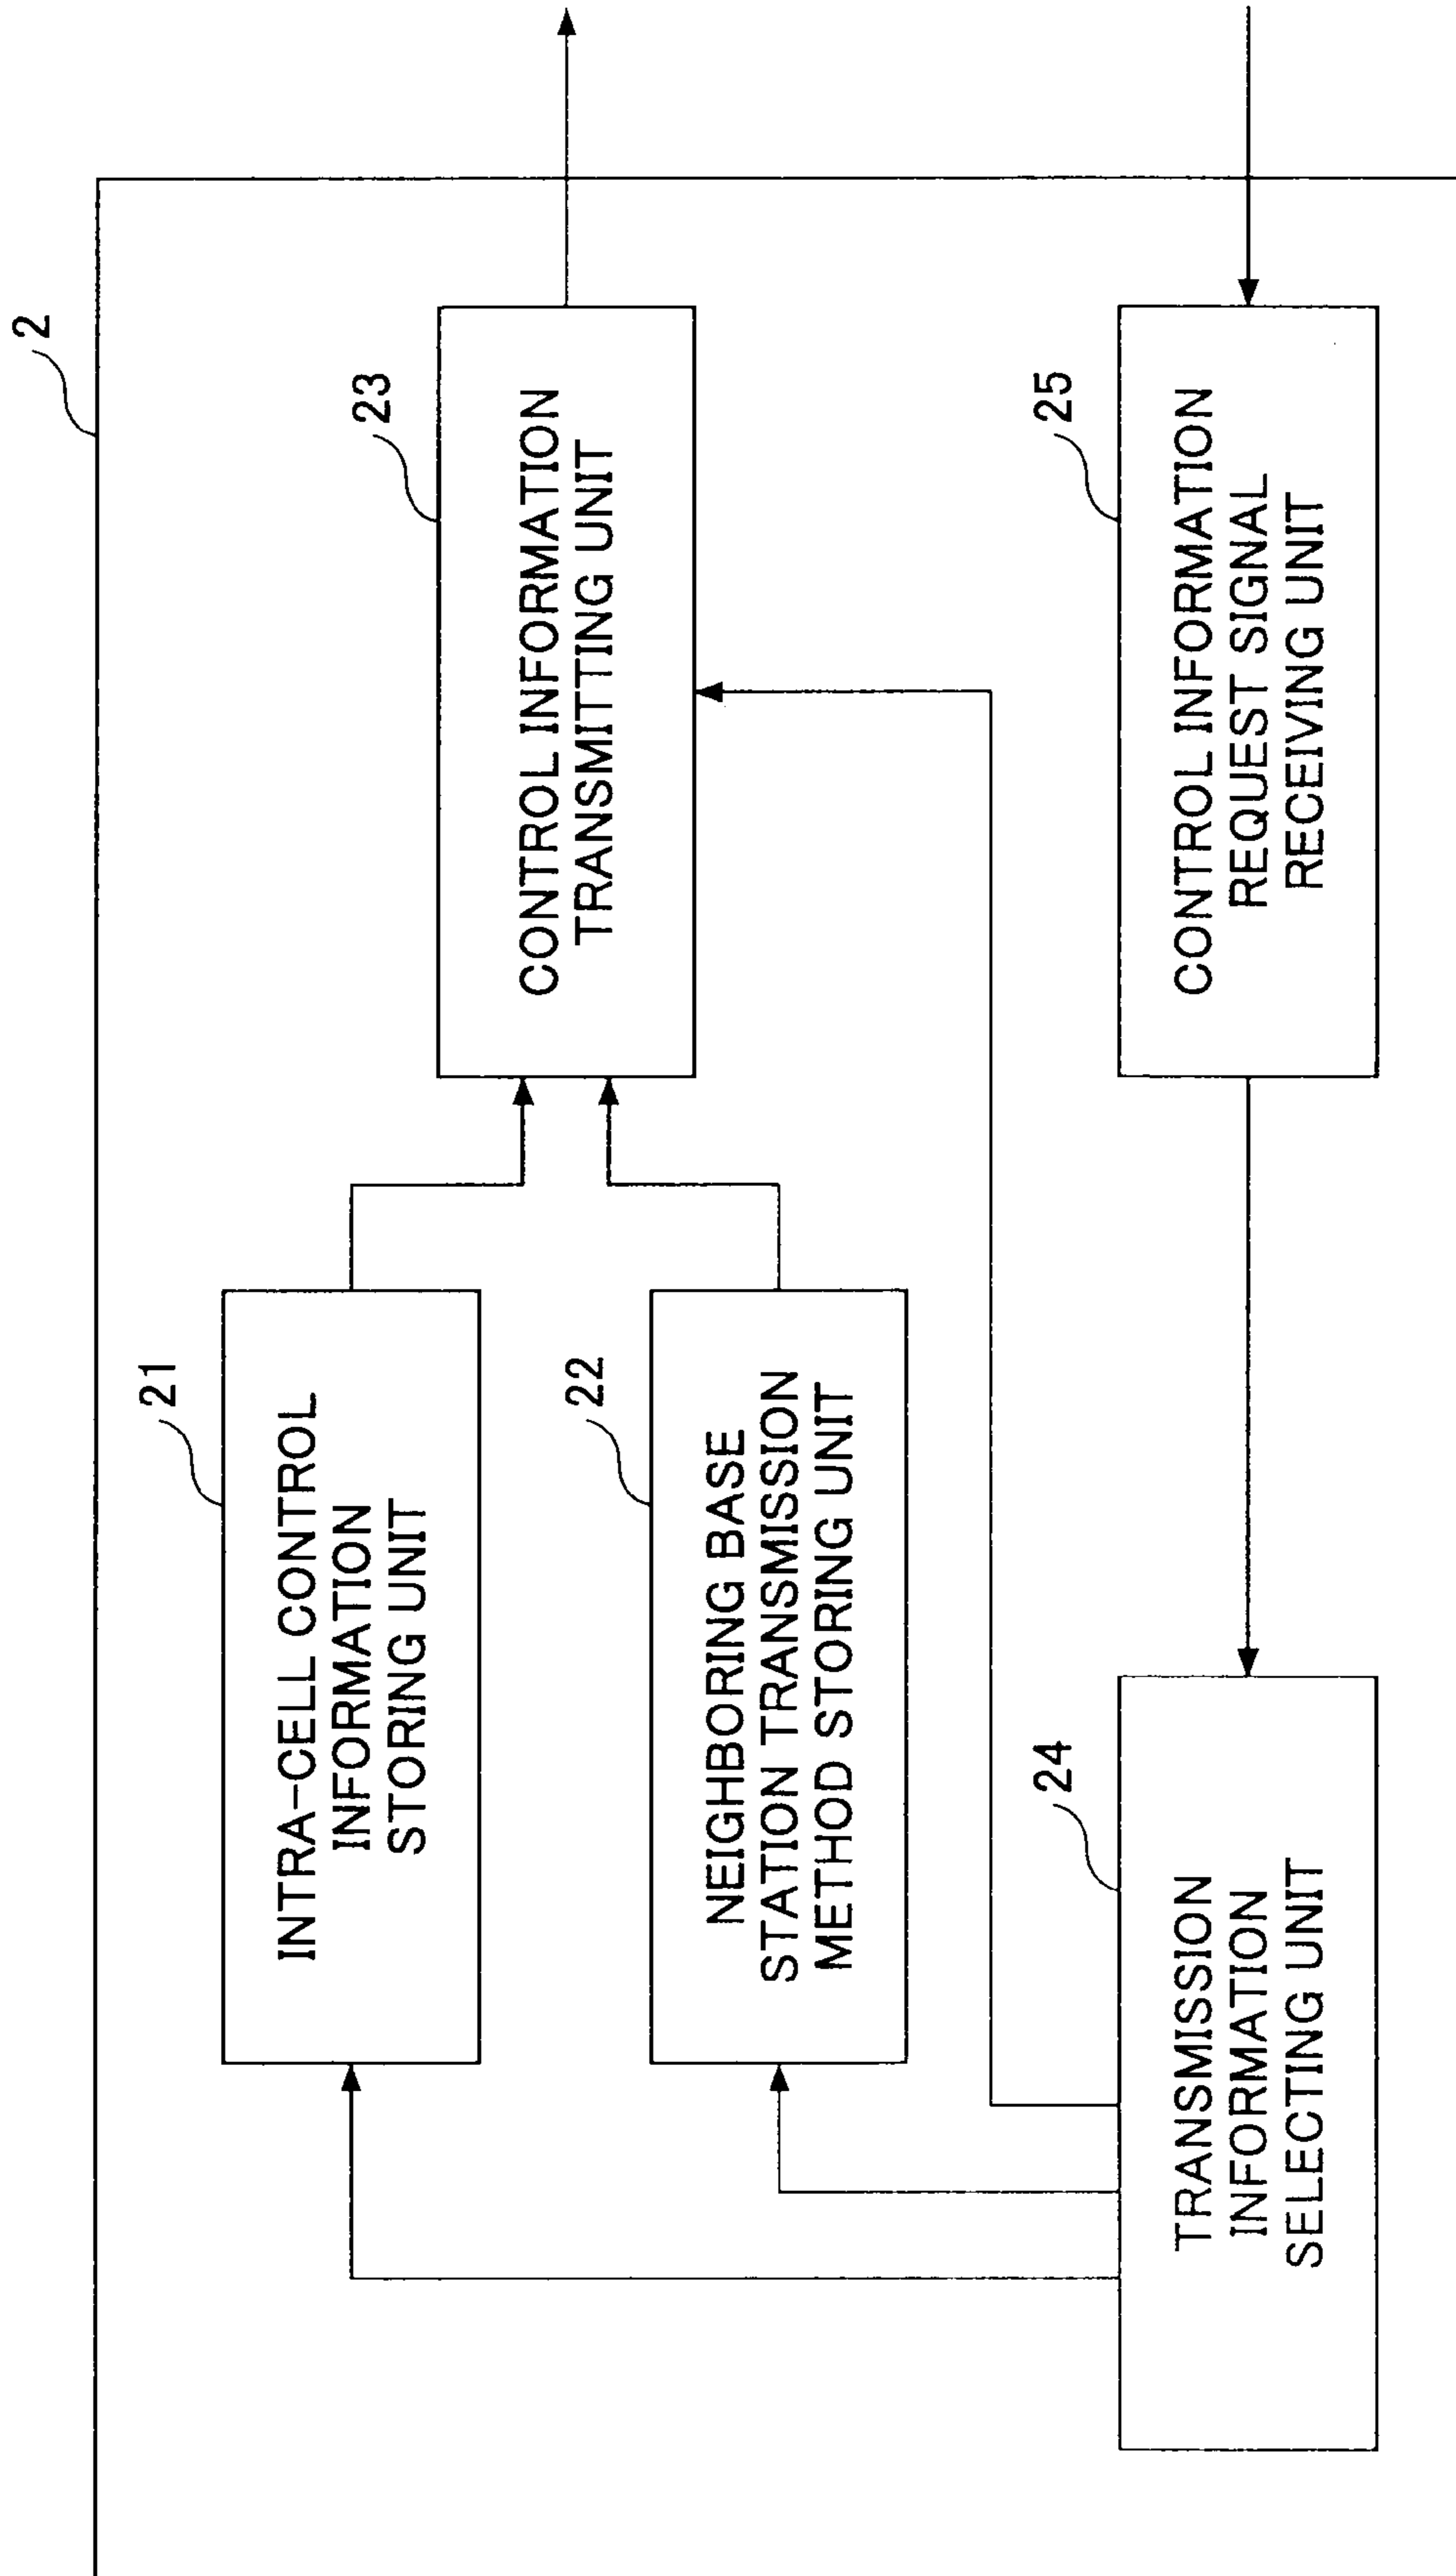 2
21
INTRA-CELL CONTROL
INFORMATION
STORING UNIT
23
CONTROL INFORMATION
TRANSMITTING UNIT
22
NEIGHBORING BASE
STATION TRANSMISSION
METHOD STORING UNIT
24
TRANSMISSION
INFORMATION
SELECTING UNIT
25
CONTROL INFORMATION
REQUEST SIGNAL
RECEIVING UNIT